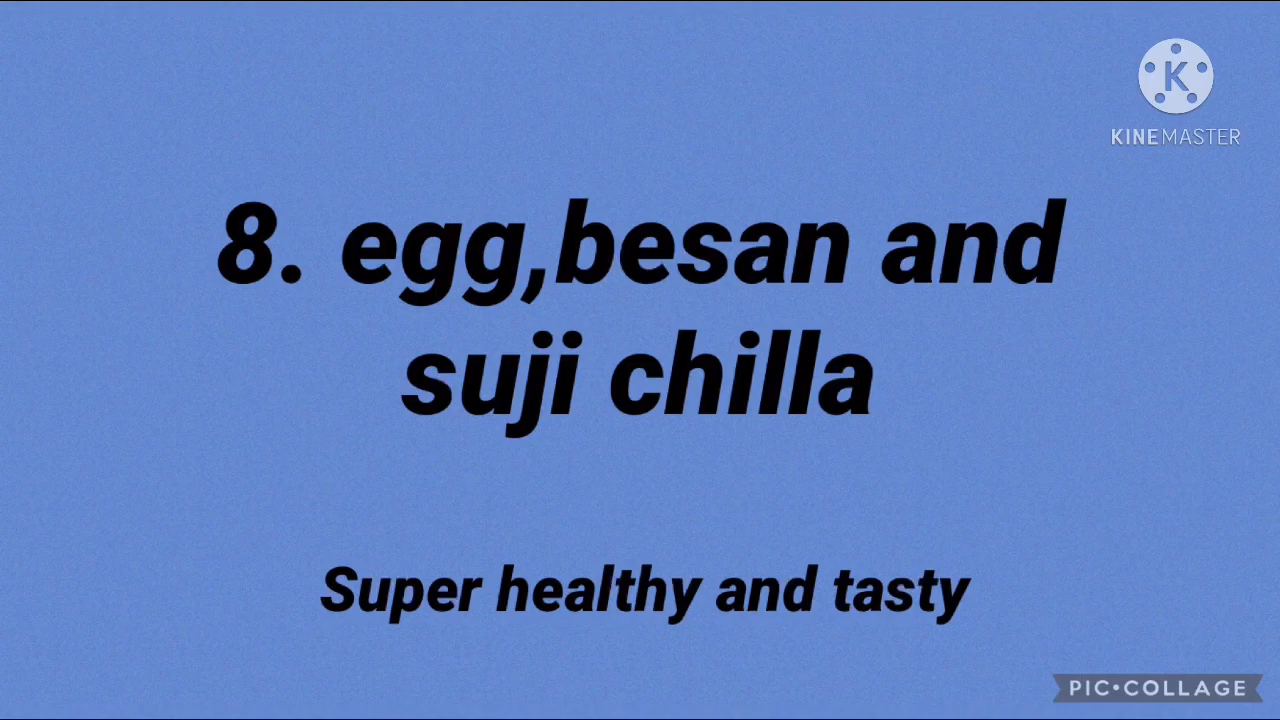 KINEMASTER
8. egg,besan and
suji chilla
Super healthy and tasty
PIC•COLLAGE